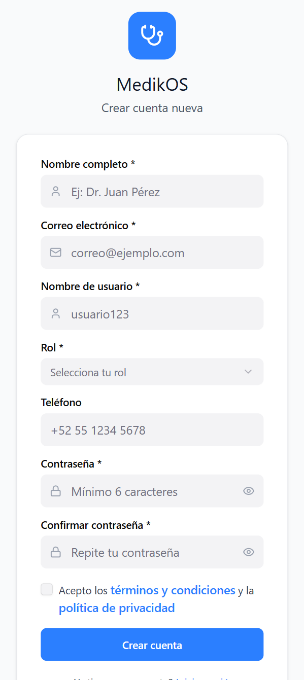 MedikOS
Crear cuenta nueva
Nombre completo *
Ej: Dr. Juan Pérez
Correo electrónico *
correo@ejemplo.com
Nombre de usuario *
usuario123
Rol *
Selecciona tu rol
Teléfono
+52 55 1234 5678
Contraseña *
Mínimo 6 caracteres
Confirmar contraseña *
Repite tu contraseña
Acepto los términos y condiciones y la
política de privacidad
Crear cuenta